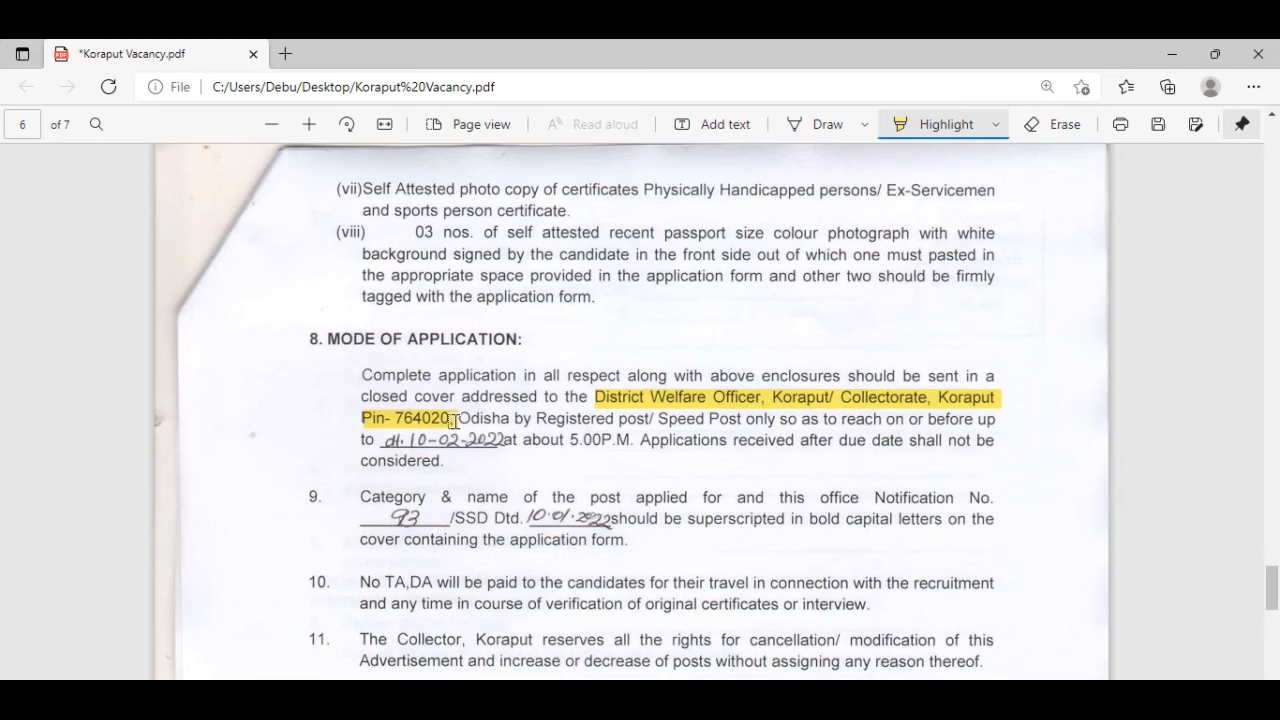 *Koraput Vacancy.pdf
File C:/Users/Debu/Desktop/Koraput%20Vacancy.pdf
6 of 7 Page view Read aloud Add text Draw Highlight Erase
(vii)Self Attested photo copy of certificates Physically Handicapped persons/ Ex-Servicemen
and sports person certificate.
(viii) 03 nos. of self attested recent passport size colour photograph with white
background signed by the candidate in the front side out of which one must pasted in
the appropriate space provided in the application form and other two should be firmly
tagged with the application form.
8. MODE OF APPLICATION:
Complete application in all respect along with above enclosures should be sent in a
closed cover addressed to the District Welfare Officer, Koraput/ Collectorate, Koraput
Pin- 764020, Odisha by Registered post/ Speed Post only so as to reach on or before up
to dt. 10-02-2022 at about 5.00P.M. Applications received after due date shall not be
considered.
9. Category & name of the post applied for and this office Notification No.
93 /SSD Dtd. 10.01.2022 should be superscripted in bold capital letters on the
cover containing the application form.
10. No TA,DA will be paid to the candidates for their travel in connection with the recruitment
and any time in course of verification of original certificates or interview.
11. The Collector, Koraput reserves all the rights for cancellation/ modification of this
Advertisement and increase or decrease of posts without assigning any reason thereof.